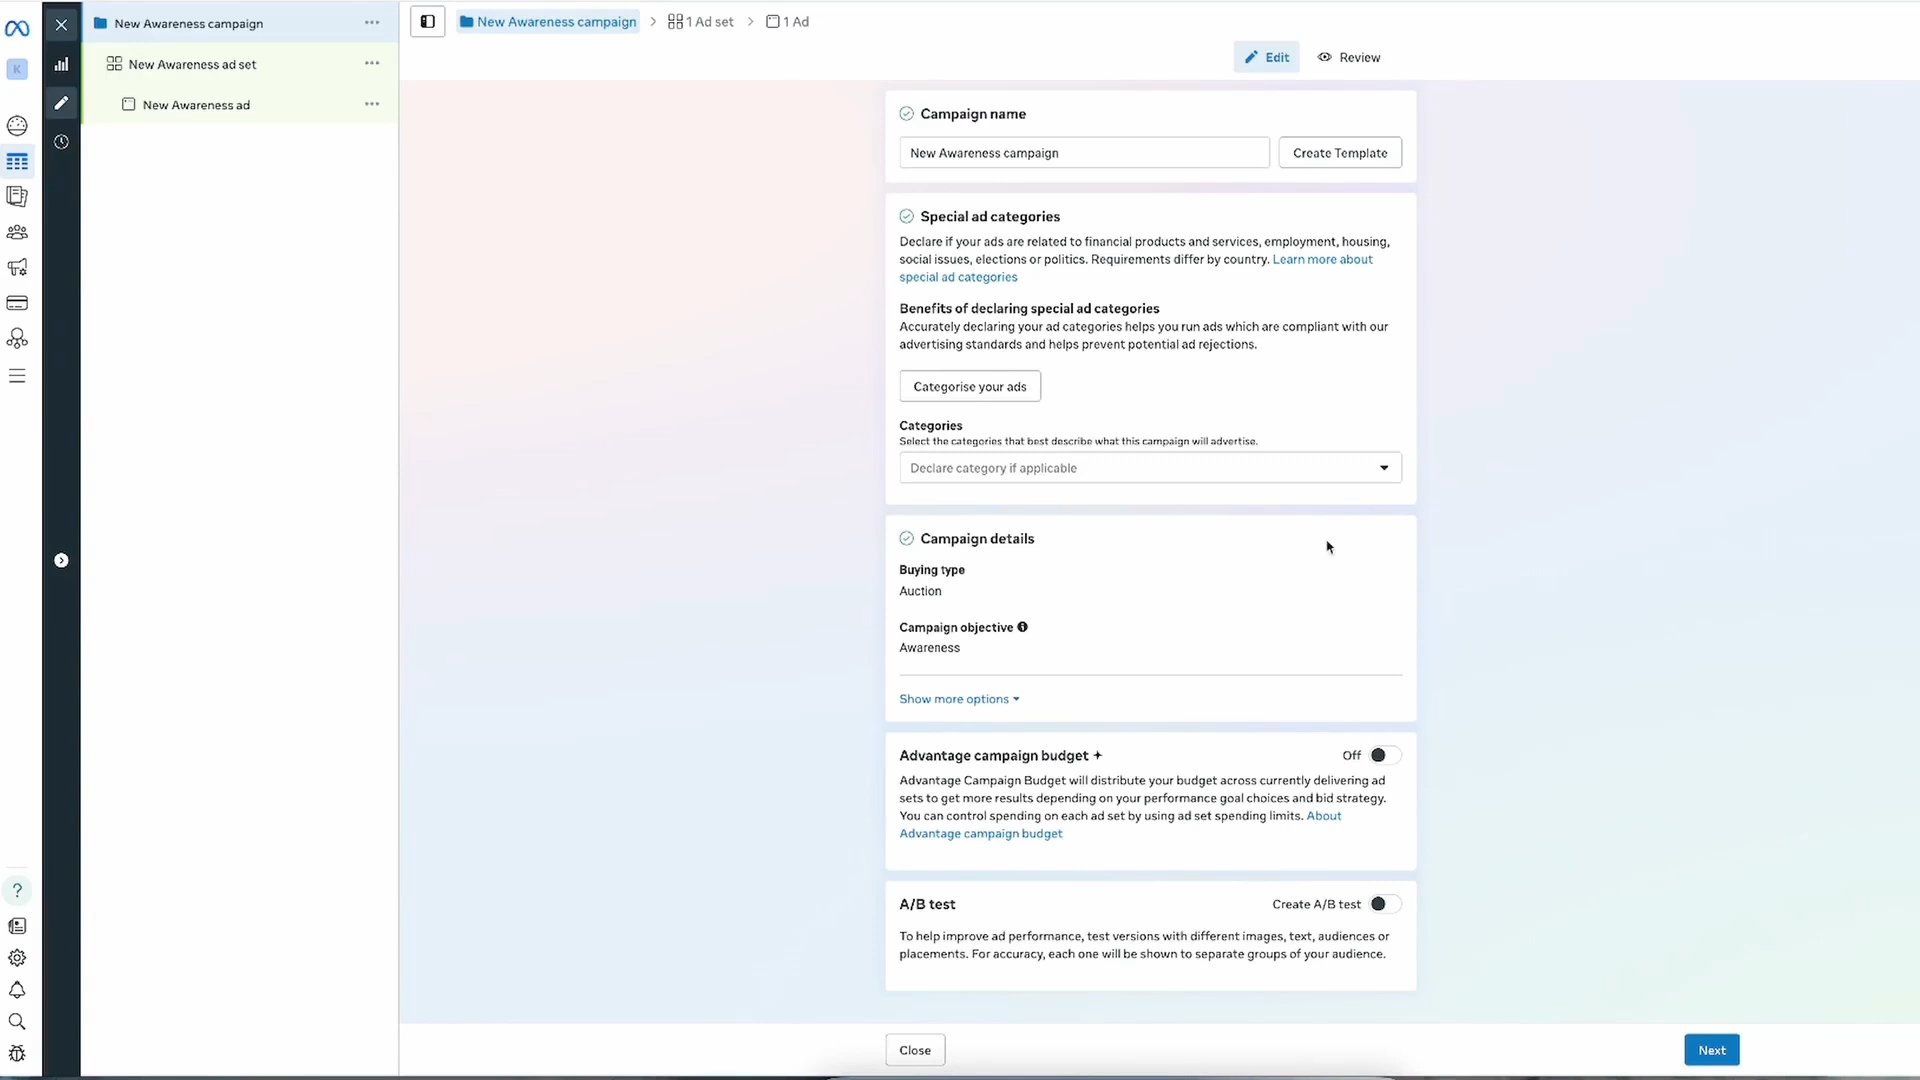 New Awareness campaign
New Awareness ad set
New Awareness ad
K
?
New Awareness campaign > 1 Ad set > 1 Ad
Edit
Review
Campaign name
New Awareness campaign
Create Template
Special ad categories
Declare if your ads are related to financial products and services, employment, housing,
social issues, elections or politics. Requirements differ by country. Learn more about
special ad categories
Benefits of declaring special ad categories
Accurately declaring your ad categories helps you run ads which are compliant with our
advertising standards and helps prevent potential ad rejections.
Categorise your ads
Categories
Select the categories that best describe what this campaign will advertise.
Declare category if applicable
Campaign details
Buying type
Auction
Campaign objective
Awareness
Show more options
Advantage campaign budget
Off
Advantage Campaign Budget will distribute your budget across currently delivering ad
sets to get more results depending on your performance goal choices and bid strategy.
You can control spending on each ad set by using ad set spending limits. About
Advantage campaign budget
A/B test
Create A/B test
To help improve ad performance, test versions with different images, text, audiences or
placements. For accuracy, each one will be shown to separate groups of your audience.
Close
Next